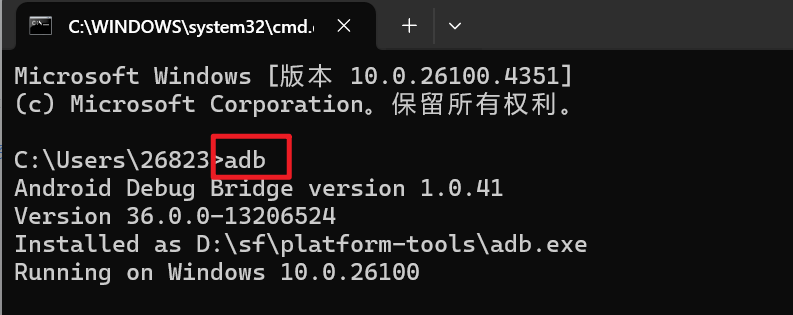 C:\WINDOWS\system32\cmd.
Microsoft Windows [版本 10.0.26100.4351]
(c) Microsoft Corporation。保留所有权利。
C:\Users\26823>adb
Android Debug Bridge version 1.0.41
Version 36.0.0-13206524
Installed as D:\sf\platform-tools\adb.exe
Running on Windows 10.0.26100